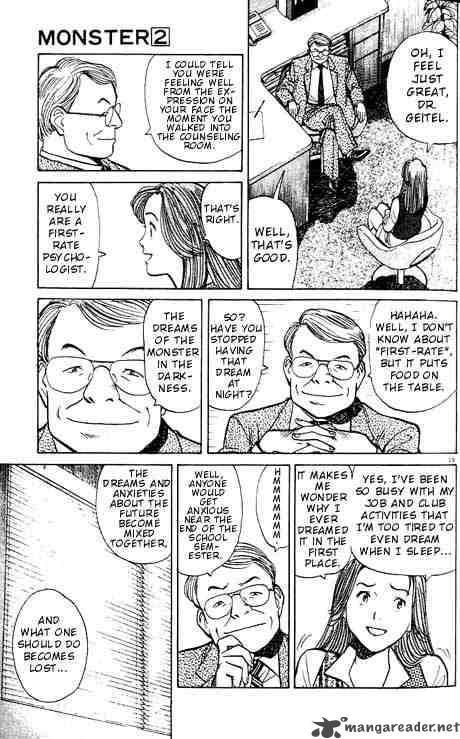 MONSTER 2
OH, I
FEEL
JUST
GREAT,
DR.
GEITEL.
WELL,
THAT'S
GOOD.
I COULD TELL
YOU WERE
FEELING WELL
FROM THE EX-
PRESSION ON
YOUR FACE THE
MOMENT YOU
WALKED INTO
THE COUNSELING
ROOM.
THAT'S
RIGHT.
YOU
REALLY
ARE A
FIRST-
RATE
PSYCHO-
LOGIST.
HAHAHA.
WELL, I DON'T
KNOW ABOUT
"FIRST-RATE",
BUT IT PUTS
FOOD ON
THE TABLE.
SO?
HAVE YOU
STOPPED
HAVING
THAT
DREAM
AT
NIGHT?
THE
DREAMS
OF THE
MONSTER
IN THE
DARK-
NESS.
YES, I'VE BEEN
SO BUSY WITH MY
JOB AND CLUB
ACTIVITIES THAT
I'M TOO TIRED TO
EVEN DREAM
WHEN I SLEEP...
IT MAKES
ME
WONDER
WHY I
EVER
DREAMED
IT IN THE
FIRST
PLACE.
HMMMMMM
WELL,
ANYONE
WOULD
GET
ANXIOUS
NEAR THE
END OF THE
SCHOOL
SEM-
ESTER.
THE
DREAMS AND
ANXIETIES
ABOUT THE
FUTURE
BECOME
MIXED
TOGETHER,
AND
WHAT ONE
SHOULD DO
BECOMES
LOST...
mangareader.net